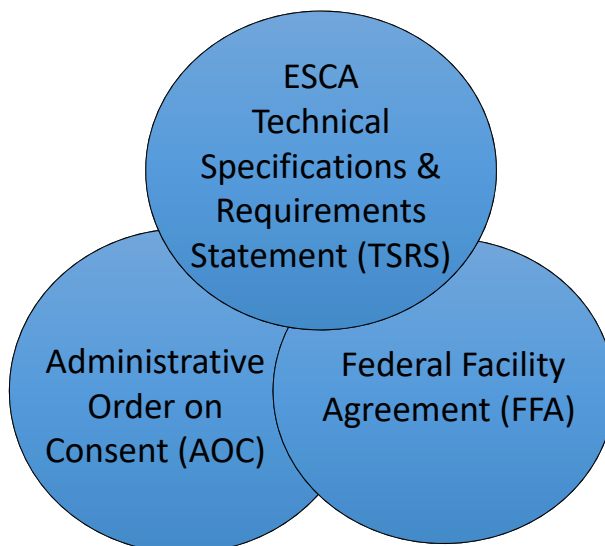 ESCA
Technical
Specifications &
Requirements
Statement (TSRS)
Administrative
Order on
Consent (AOC)
Federal Facility
Agreement (FFA)